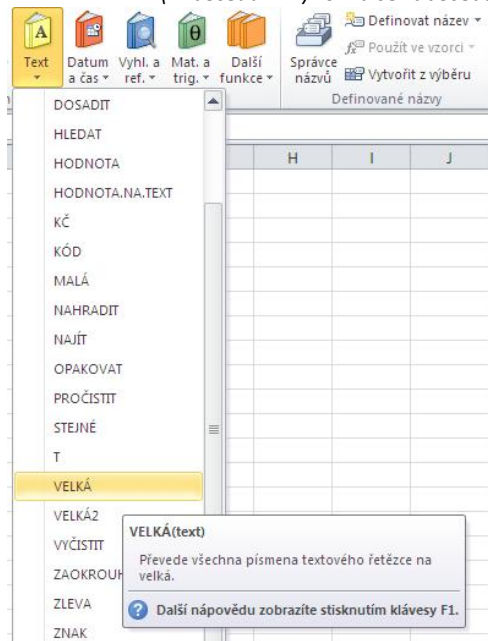 Text
Datum a čas
Vyhl. a ref.
Mat. a trig.
Další funkce
Správce názvů
Definovat název
Použít ve vzorci
Vytvořit z výběru
Definované názvy
H I J
DOSADIT
HLEDAT
HODNOTA
HODNOTA.NA.TEXT
KČ
KÓD
MALÁ
NAHRADIT
NAJÍT
OPAKOVAT
PROČISTIT
STEJNÉ
T
VELKÁ
VELKÁ2
VYČISTIT
ZAOKROUH
ZLEVA
ZNAK
VELKÁ(text)
Převede všechna písmena textového řetězce na
velká.
Další nápovědu zobrazíte stisknutím klávesy F1.